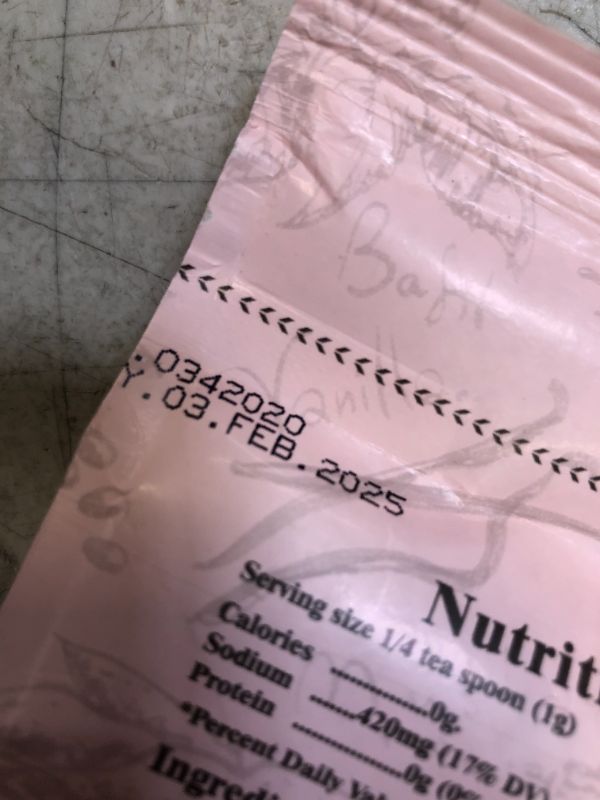 Vanilla
.0342020
Y.03.FEB.2025
Nutriti
Serving size 1/4 tea spoon (1g)
Calories ..............0g.
Sodium ......420mg (17% DV)
Protein ..............0g (0%
*Percent Daily Val
Ingredi